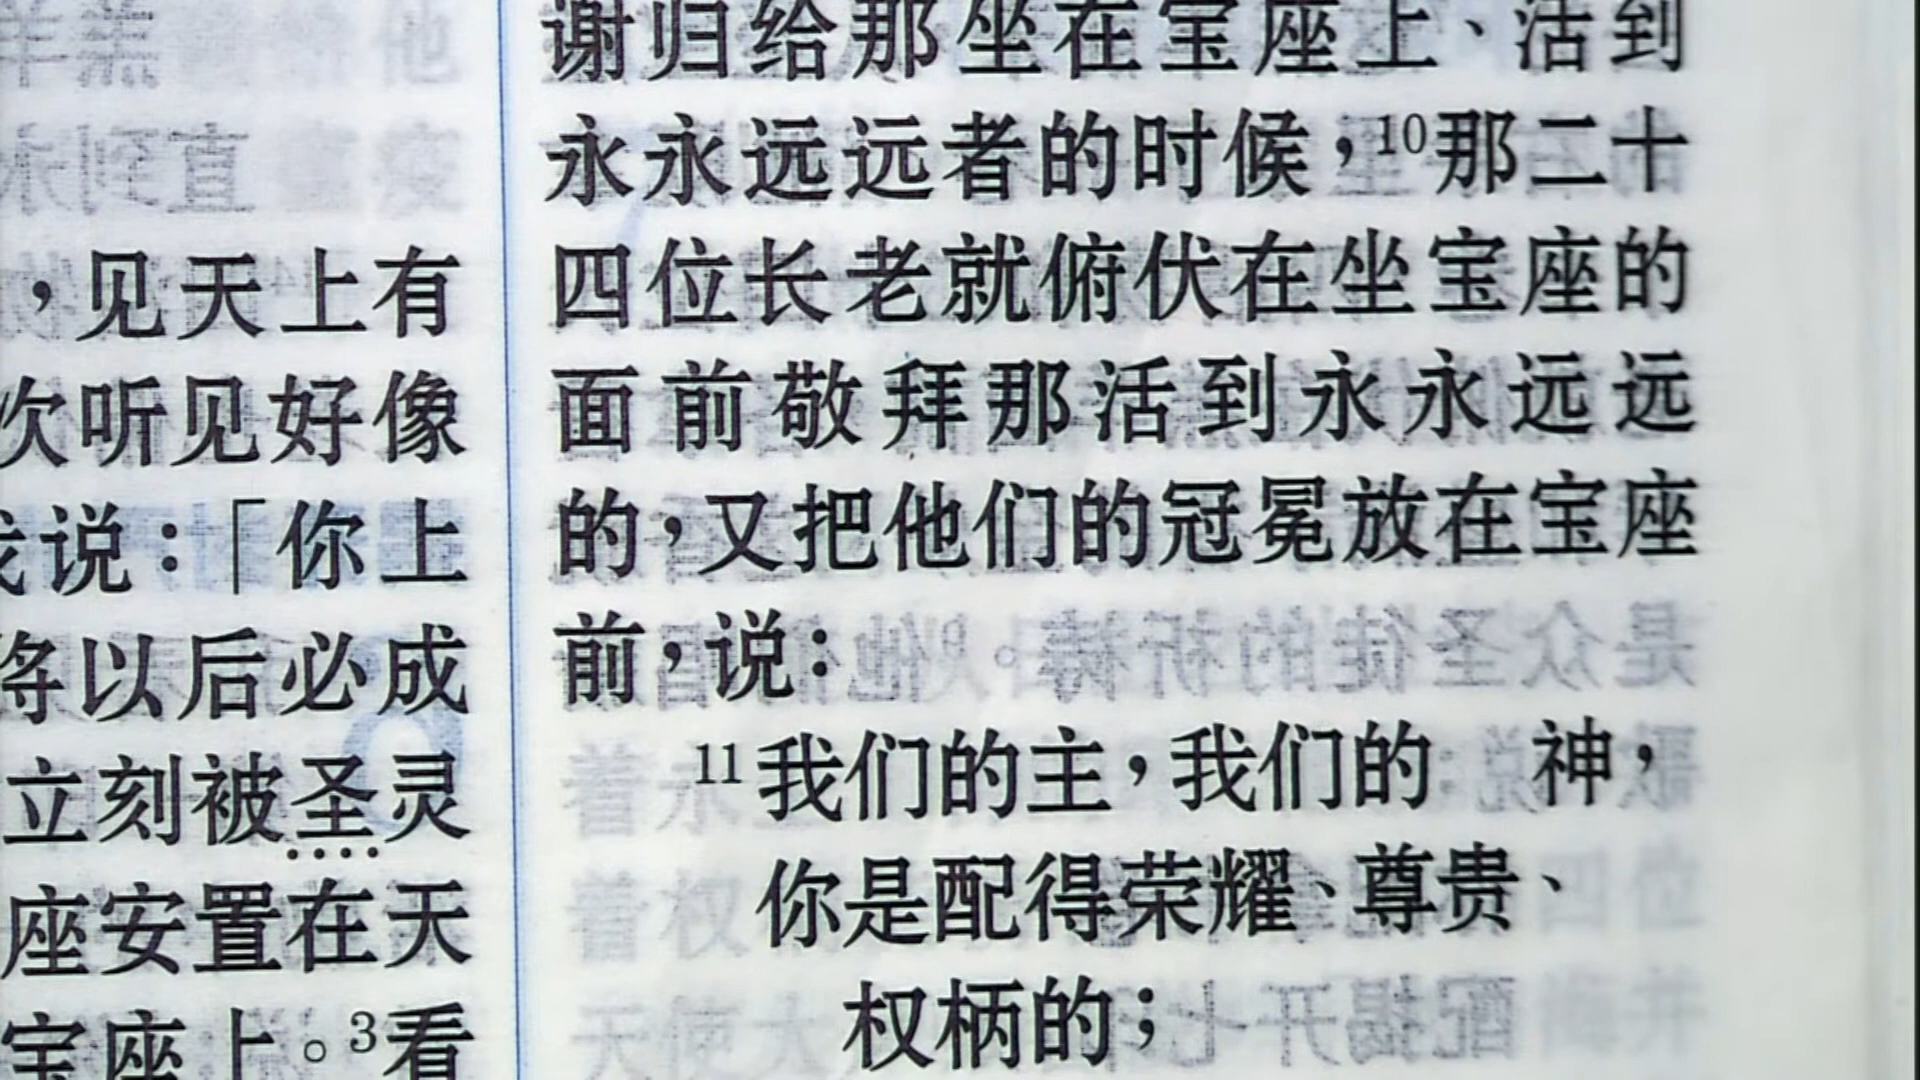 ，见天上有
次听见好像
我说：「你上
将以后必成
立刻被圣灵
座安置在天
宝座上。3看
谢归给那坐在宝座上、活到
永永远远者的时候，10那二十
四位长老就俯伏在坐宝座的
面前敬拜那活到永永远远
的，又把他们的冠冕放在宝座
前，说：
11我们的主，我们的 神，
你是配得荣耀、尊贵、
权柄的；